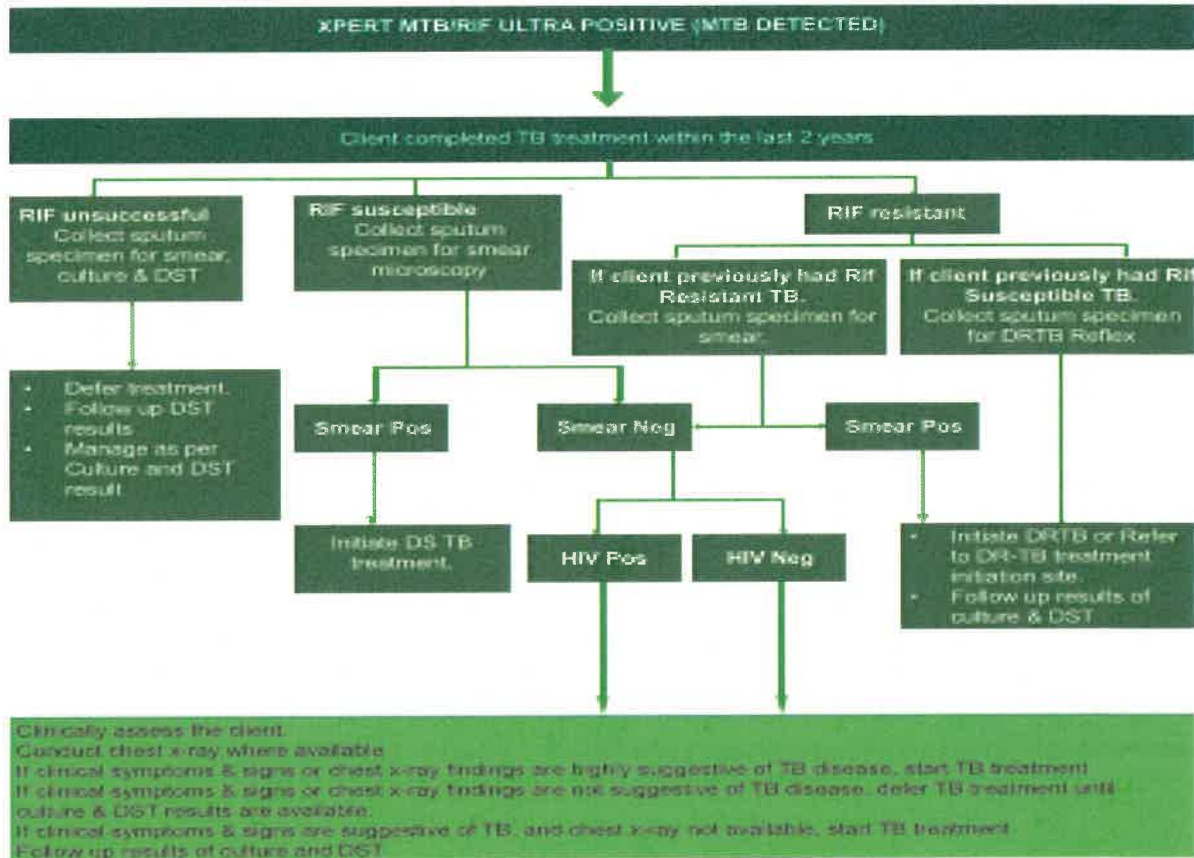 XPERT MTB/RIF ULTRA POSITIVE (MTB DETECTED)
Client completed TB treatment within the last 2 years
RIF unsuccessful
Collect sputum
specimen for smear,
culture & DST
RIF susceptible
Collect sputum
specimen for smear
microscopy
RIF resistant
If client previously had Rif
Resistant TB.
Collect sputum specimen for
smear.
If client previously had Rif
Susceptible TB.
Collect sputum specimen
for DRTB Reflex
• Defer treatment.
• Follow up DST
results
• Manage as per
Culture and DST
result
Smear Pos
Smear Neg
Smear Pos
Initiate DS TB
treatment.
HIV Pos
HIV Neg
• Initiate DRTB or Refer
to DR-TB treatment
initiation site.
• Follow up results of
culture & DST
Clinically assess the client.
Conduct chest x-ray where available
If clinical symptoms & signs or chest x-ray findings are highly suggestive of TB disease, start TB treatment
If clinical symptoms & signs or chest x-ray findings are not suggestive of TB disease, defer TB treatment until
culture & DST results are available.
If clinical symptoms & signs are suggestive of TB, and chest x-ray not available, start TB treatment
Follow up results of culture and DST